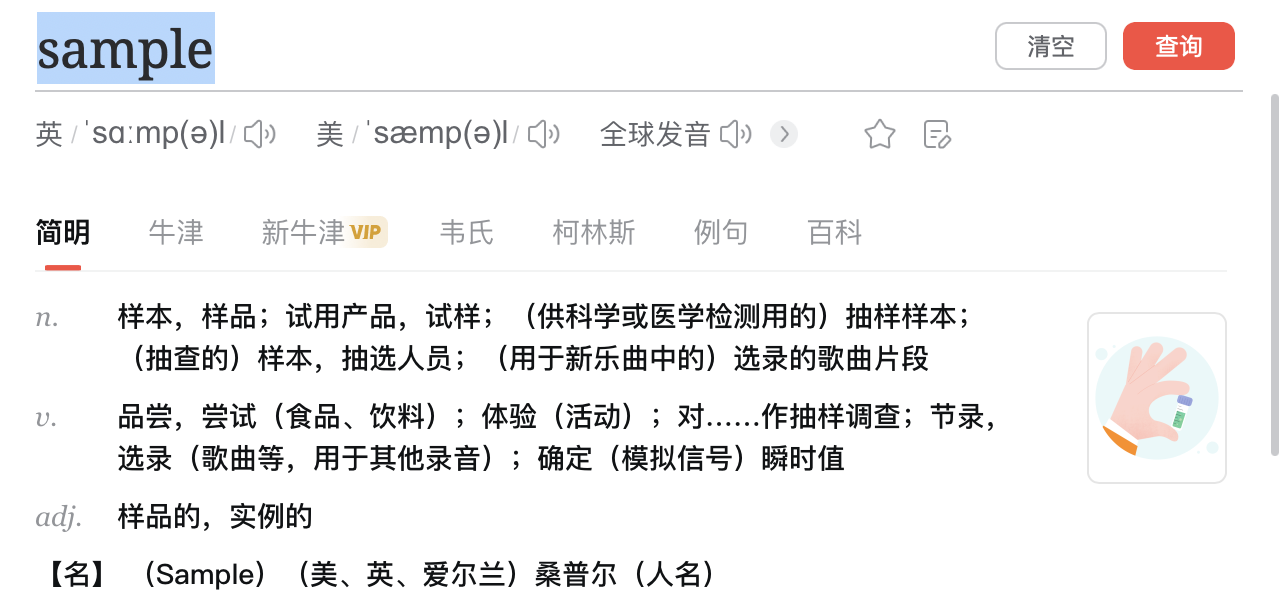 sample
清空
查询
英 / ˈsɑːmp(ə)l /
美 / ˈsæmp(ə)l /
全球发音
简明 牛津 新牛津 VIP 韦氏 柯林斯 例句 百科
n. 样本，样品；试用产品，试样；（供科学或医学检测用的）抽样样本；
（抽查的）样本，抽选人员；（用于新乐曲中的）选录的歌曲片段
v. 品尝，尝试（食品、饮料）；体验（活动）；对……作抽样调查；节录，
选录（歌曲等，用于其他录音）；确定（模拟信号）瞬时值
adj. 样品的，实例的
【名】 （Sample）（美、英、爱尔兰）桑普尔（人名）